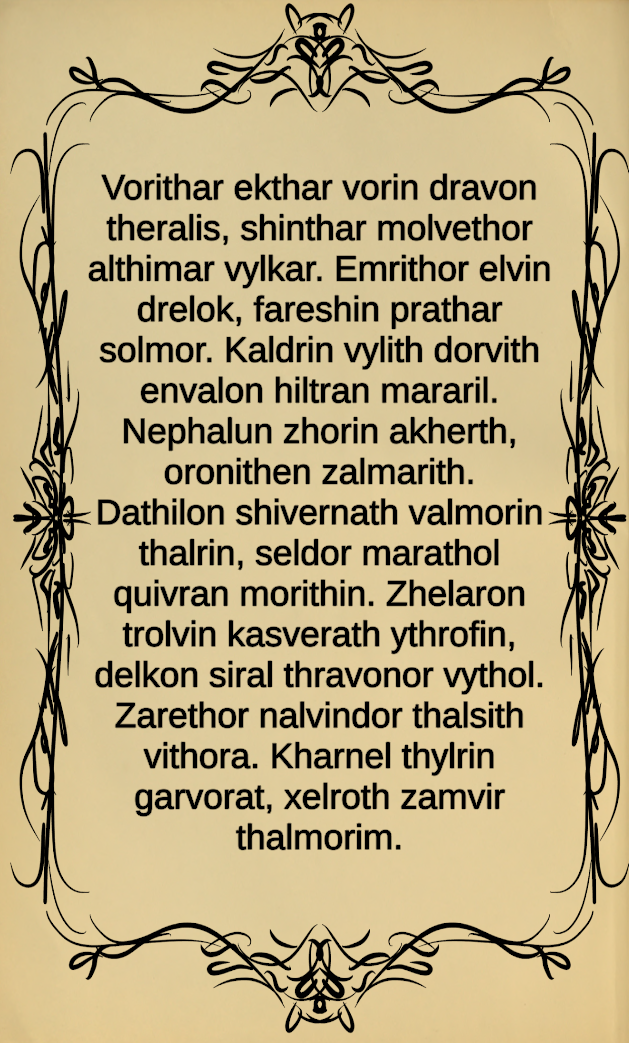 Vorithar ekthar vorin dravon
theralis, shinthar molvethor
althimar vylkar. Emrithor elvin
drelok, fareshin prathar
solmor. Kaldrin vylith dorvith
envalon hiltran mararil.
Nephalun zhorin akherth,
oronithen zalmarith.
Dathilon shivernath valmorin
thalrin, seldor marathol
quivran morithin. Zhelaron
trolvin kasverath ythrofin,
delkon siral thravonor vythol.
Zarethor nalvindor thalsith
vithora. Kharnel thylrin
garvorat, xelroth zamvir
thalmorim.